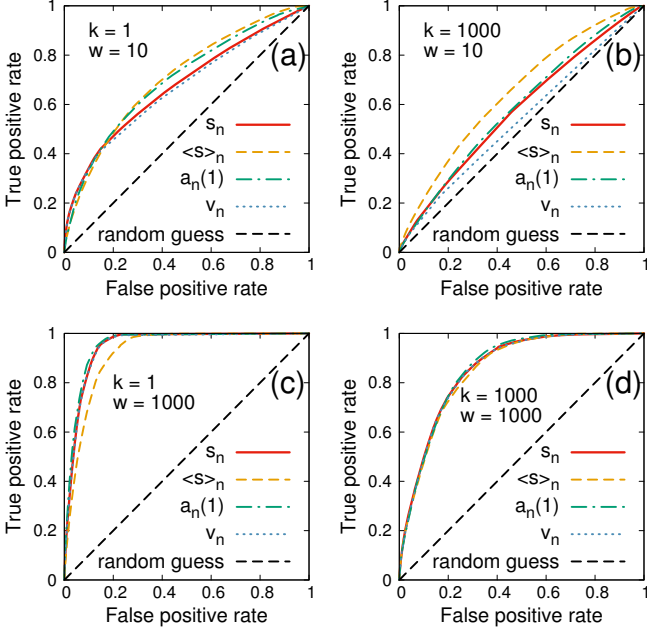 k = 1
w = 10
(a)
s_n
<s>_n
a_n(1)
v_n
random guess
True positive rate
0
0.2
0.4
0.6
0.8
1
0 0.2 0.4 0.6 0.8 1
False positive rate
k = 1000
w = 10
(b)
s_n
<s>_n
a_n(1)
v_n
random guess
True positive rate
0
0.2
0.4
0.6
0.8
1
0 0.2 0.4 0.6 0.8 1
False positive rate
k = 1
w = 1000
(c)
s_n
<s>_n
a_n(1)
v_n
random guess
True positive rate
0
0.2
0.4
0.6
0.8
1
0 0.2 0.4 0.6 0.8 1
False positive rate
k = 1000
w = 1000
(d)
s_n
<s>_n
a_n(1)
v_n
random guess
True positive rate
0
0.2
0.4
0.6
0.8
1
0 0.2 0.4 0.6 0.8 1
False positive rate